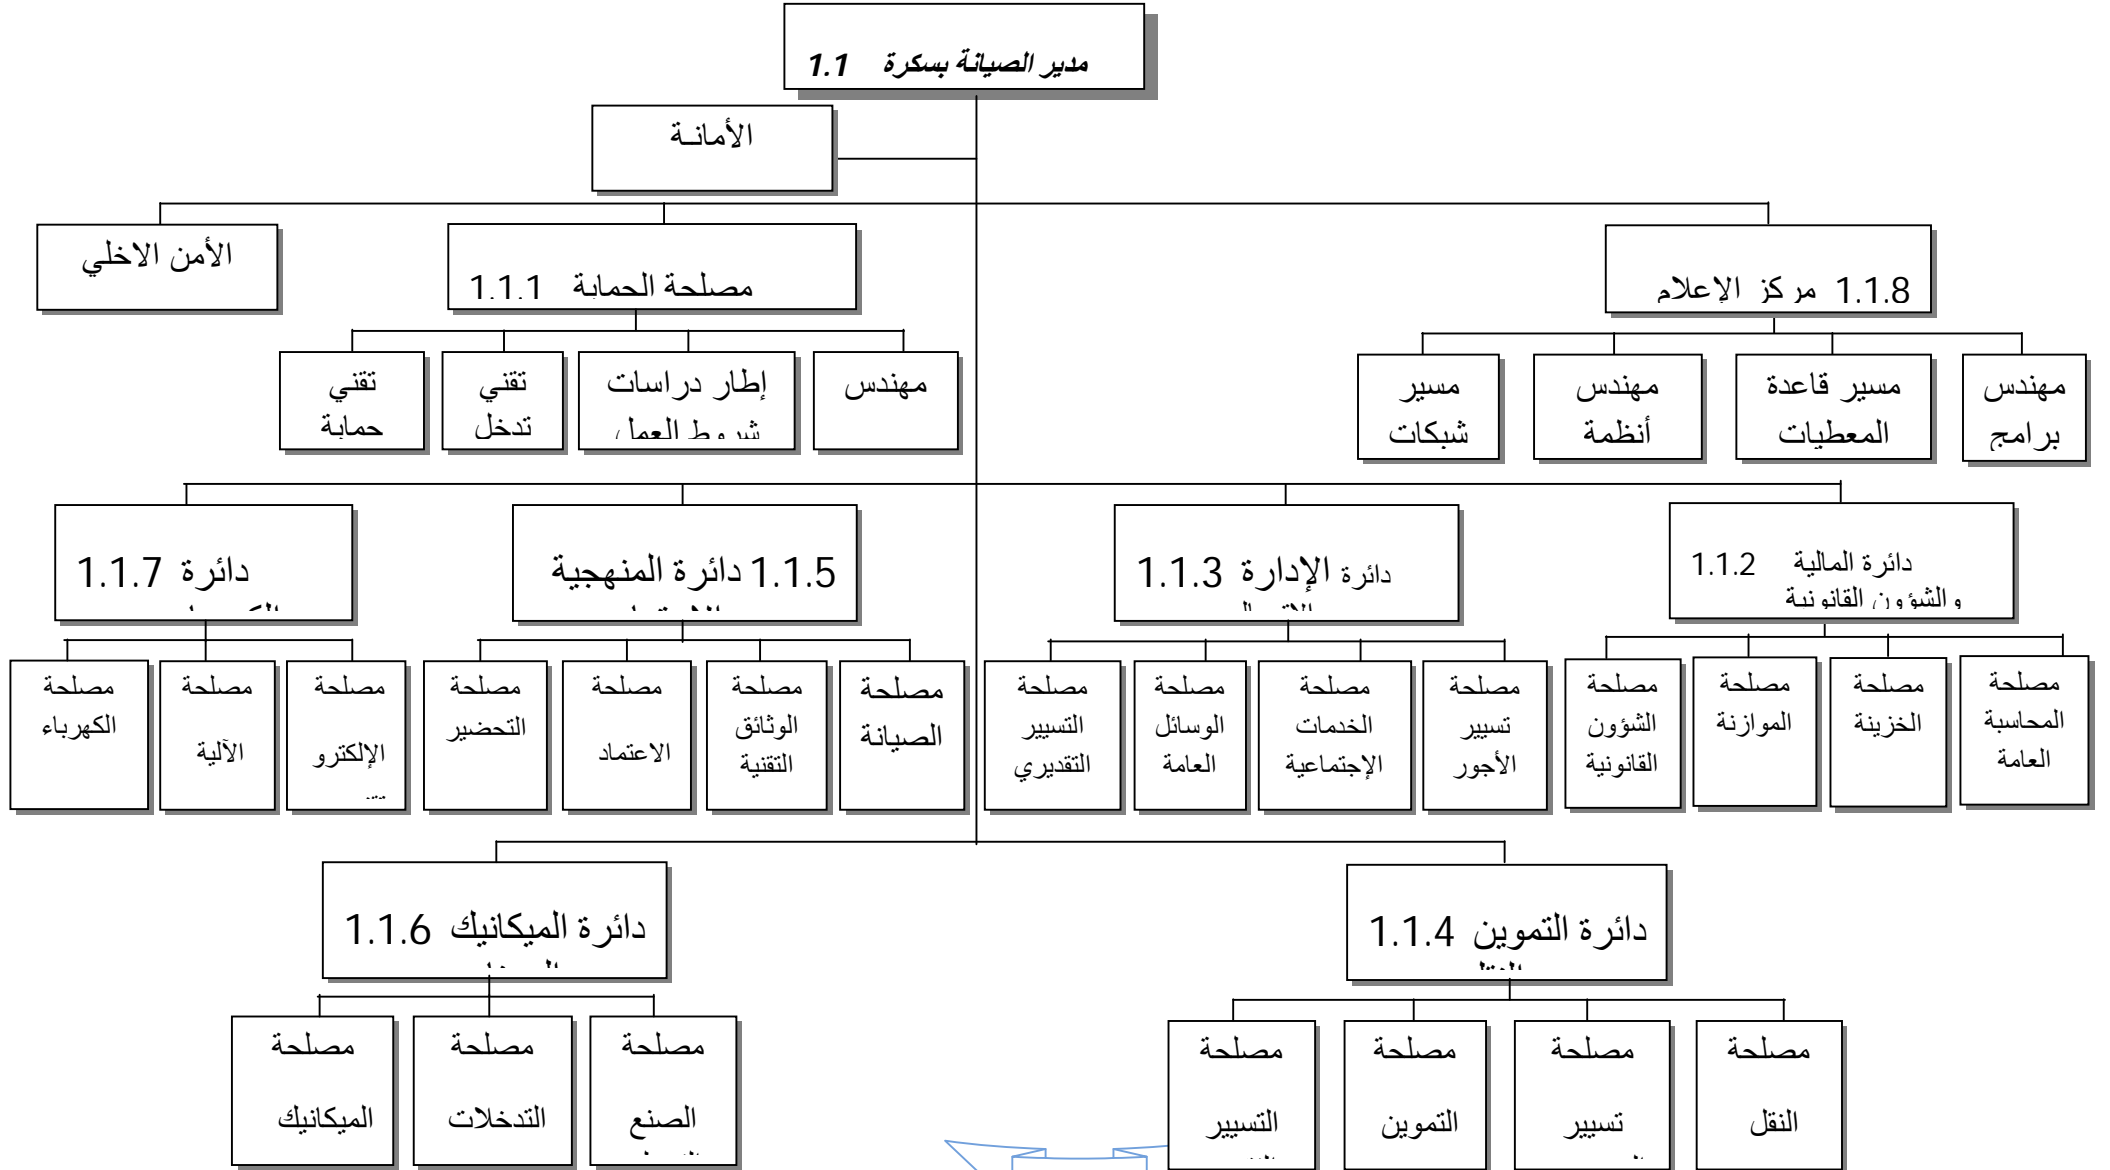 مدير الصيانة بسكرة 1.1
الأمانـة
1.1.8 مركز الإعلام
مصلحة الحماية 1.1.1
الأمن الاخلي
مهندس
برامج
مسير قاعدة
المعطيات
مهندس
أنظمة
مسير
شبكات
مهندس
إطار دراسات
شروط العمل
تقني
تدخل
تقني
حماية
دائرة المالية 1.1.2
والشؤون القانونية
دائرة الإدارة 1.1.3
1.1.5 دائرة المنهجية
دائرة 1.1.7
مصلحة
المحاسبة
العامة
مصلحة
الخزينة
مصلحة
الموازنة
مصلحة
الشؤون
القانونية
مصلحة
تسيير
الأجور
مصلحة
الخدمات
الإجتماعية
مصلحة
الوسائل
العامة
مصلحة
التسيير
التقديري
مصلحة
الصيانة
مصلحة
الوثائق
التقنية
مصلحة
الاعتماد
مصلحة
التحضير
مصلحة
الإلكترو
مصلحة
الآلية
مصلحة
الكهرباء
دائرة التموين 1.1.4
دائرة الميكانيك 1.1.6
مصلحة
النقل
مصلحة
تسيير
مصلحة
التموين
مصلحة
التسيير
مصلحة
الصنع
مصلحة
التدخلات
مصلحة
الميكانيك